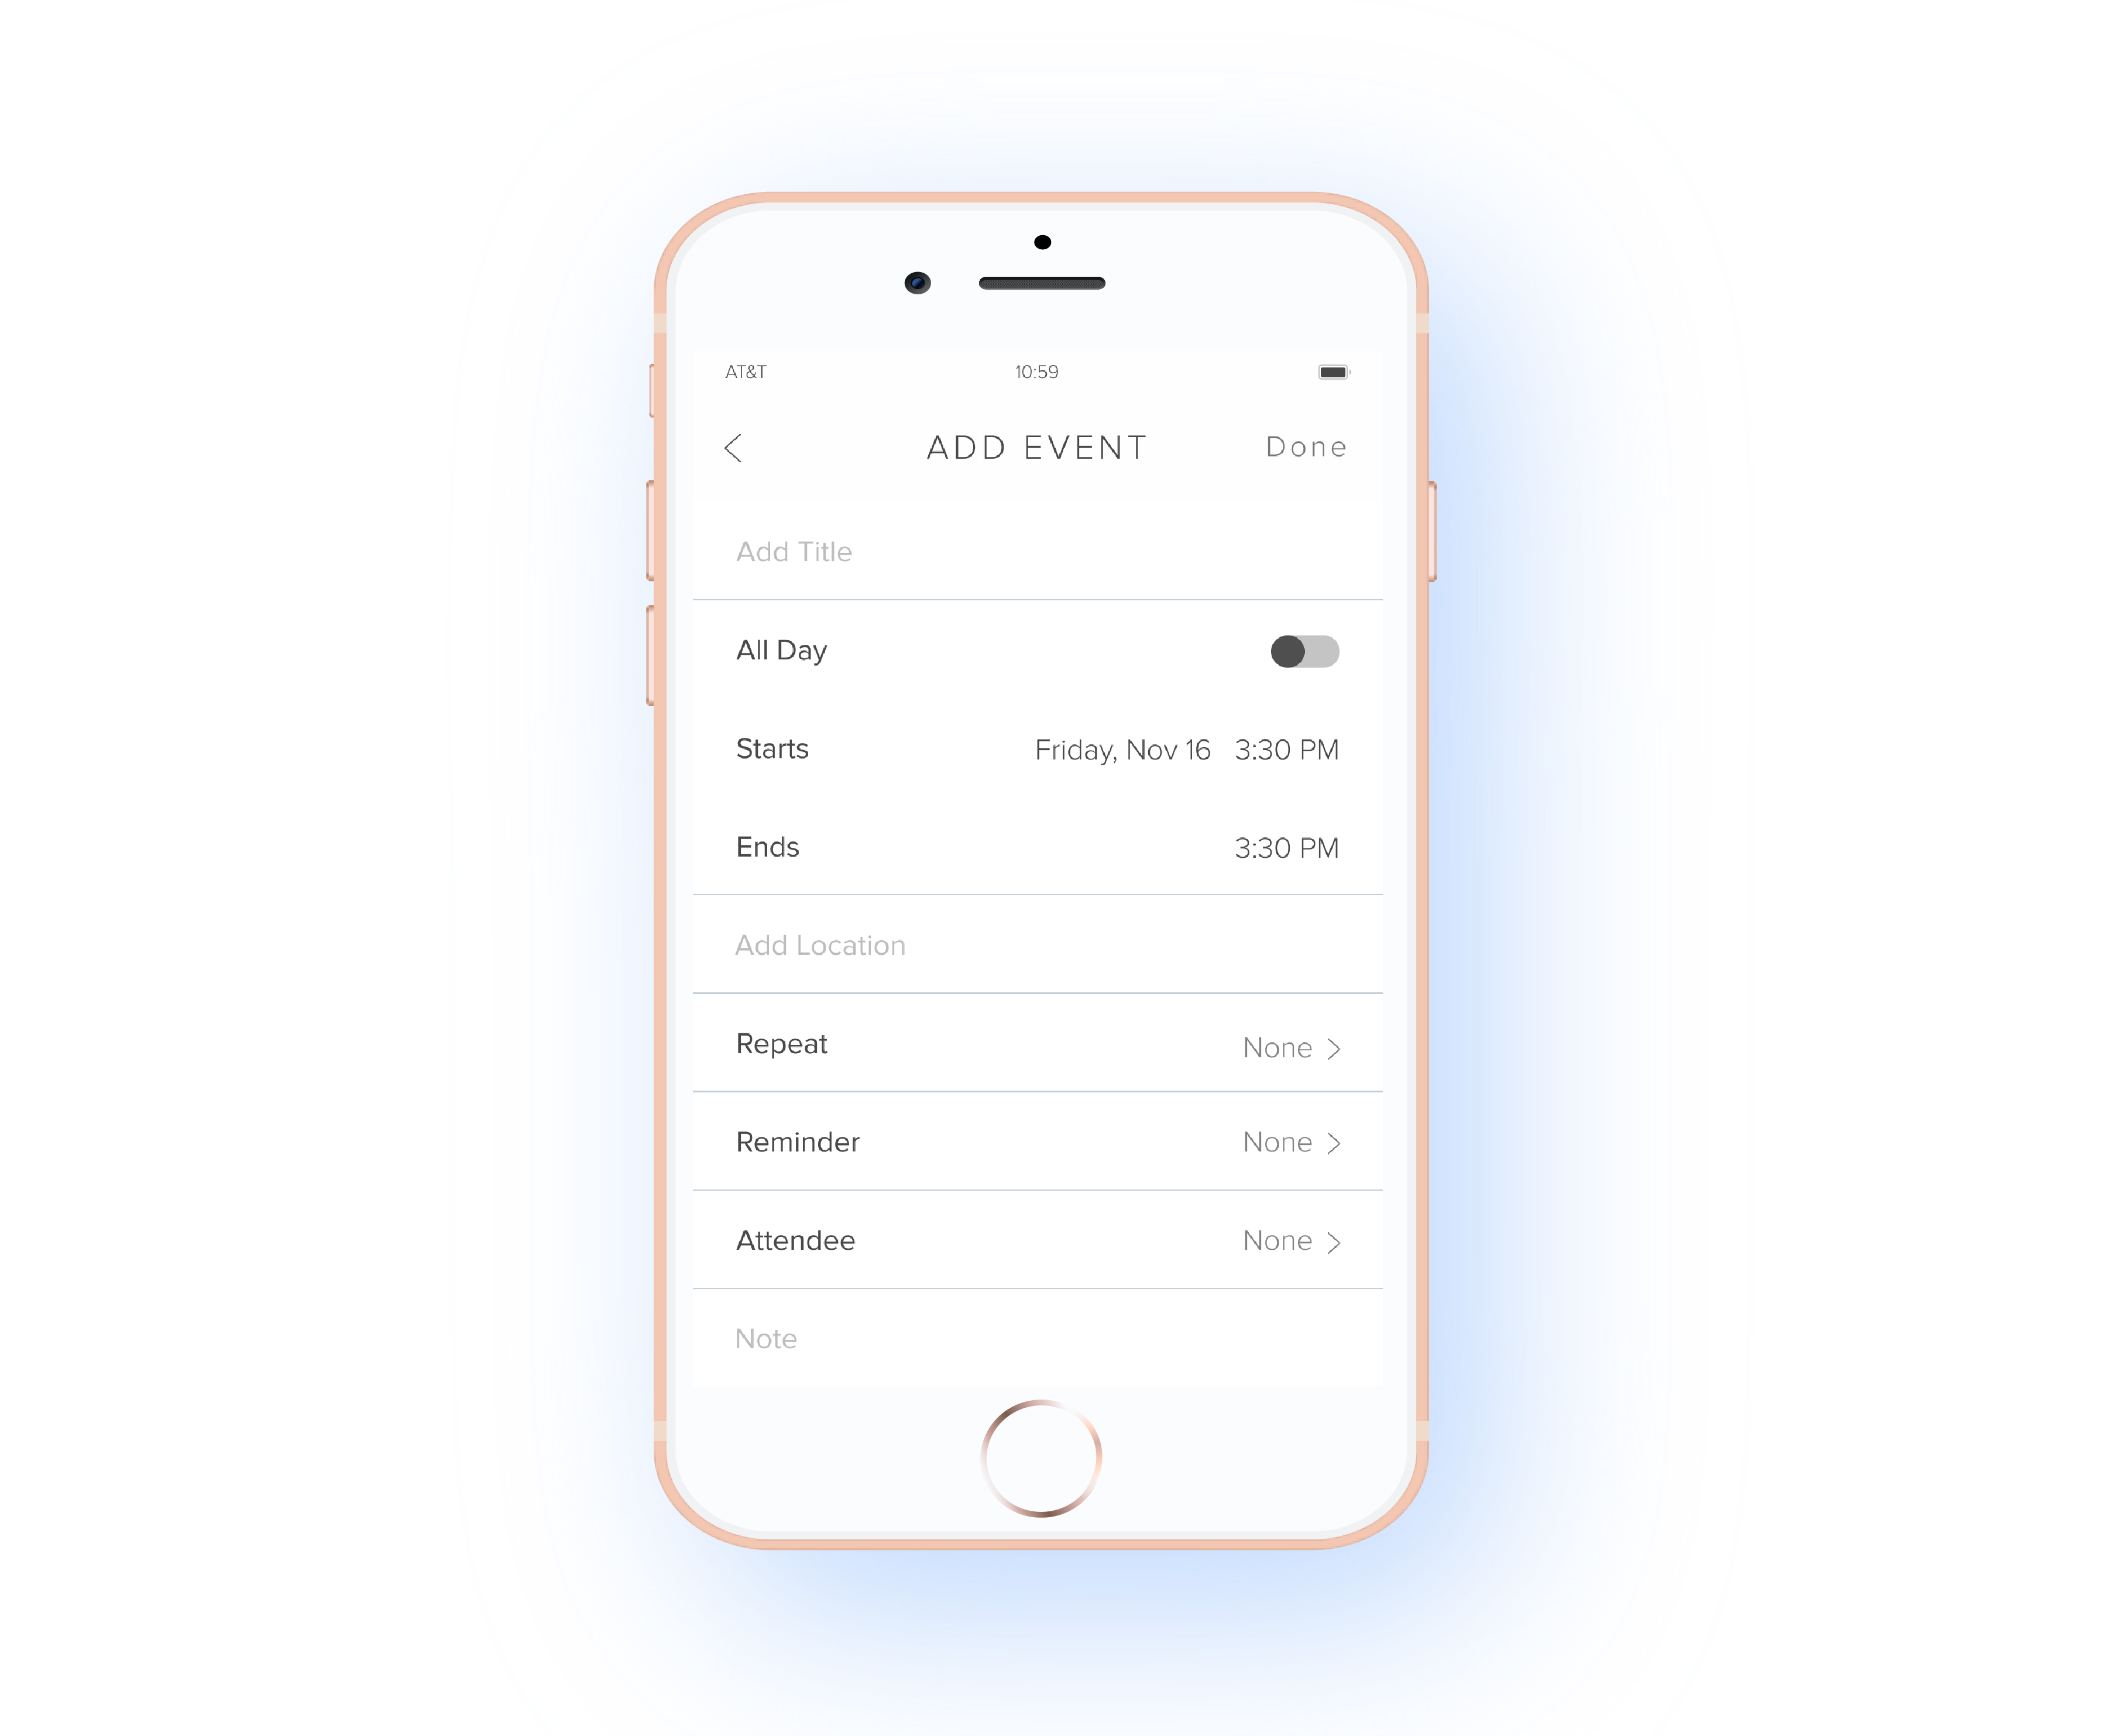 AT&T 10:59
ADD EVENT Done
Add Title
All Day
Starts Friday, Nov 16 3:30 PM
Ends 3:30 PM
Add Location
Repeat None
Reminder None
Attendee None
Note